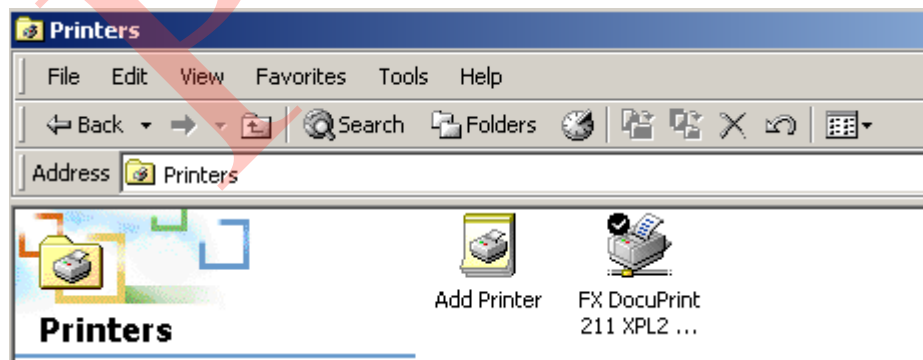 Printers
File Edit View Favorites Tools Help
Back Search Folders
Address Printers
Add Printer
FX DocuPrint
211 XPL2 ...
Printers